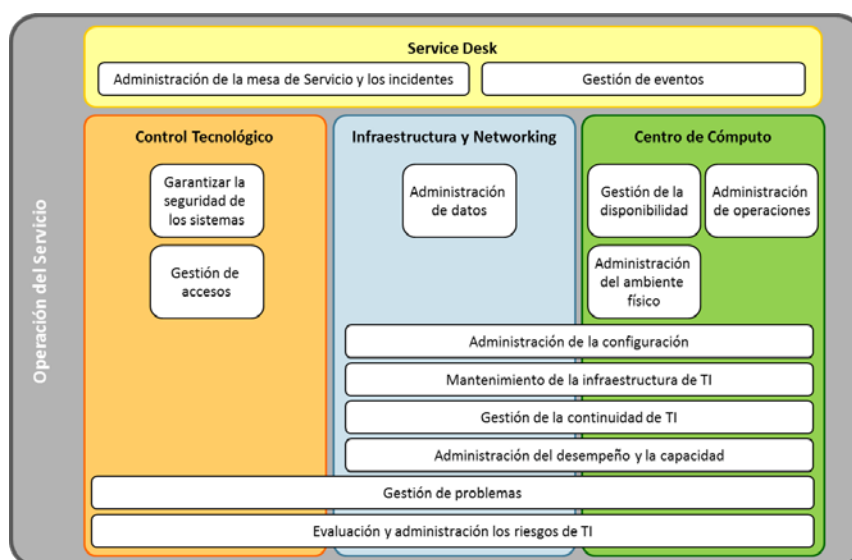 Service Desk
Administración de la mesa de Servicio y los incidentes
Gestión de eventos
Operación del Servicio
Control Tecnológico
Infraestructura y Networking
Centro de Cómputo
Garantizar la
seguridad de
los sistemas
Administración
de datos
Gestión de la
disponibilidad
Administración
de operaciones
Gestión de
accesos
Administración
del ambiente
físico
Administración de la configuración
Mantenimiento de la infraestructura de TI
Gestión de la continuidad de TI
Administración del desempeño y la capacidad
Gestión de problemas
Evaluación y administración los riesgos de TI